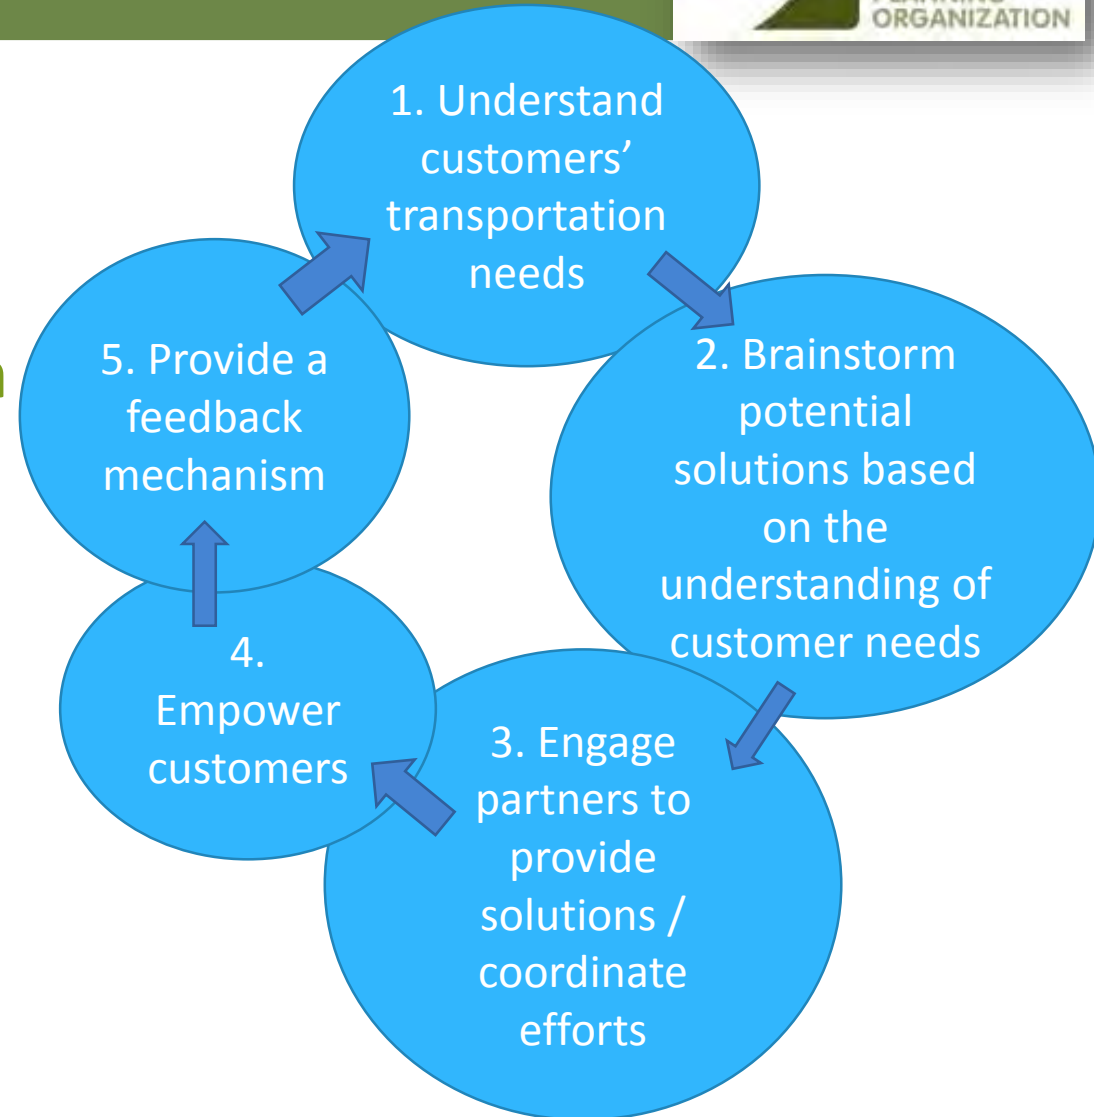 ORGANIZATION
1. Understand
customers’
transportation
needs
2. Brainstorm
potential
solutions based
on the
understanding of
customer needs
3. Engage
partners to
provide
solutions /
coordinate
efforts
4.
Empower
customers
5. Provide a
feedback
mechanism